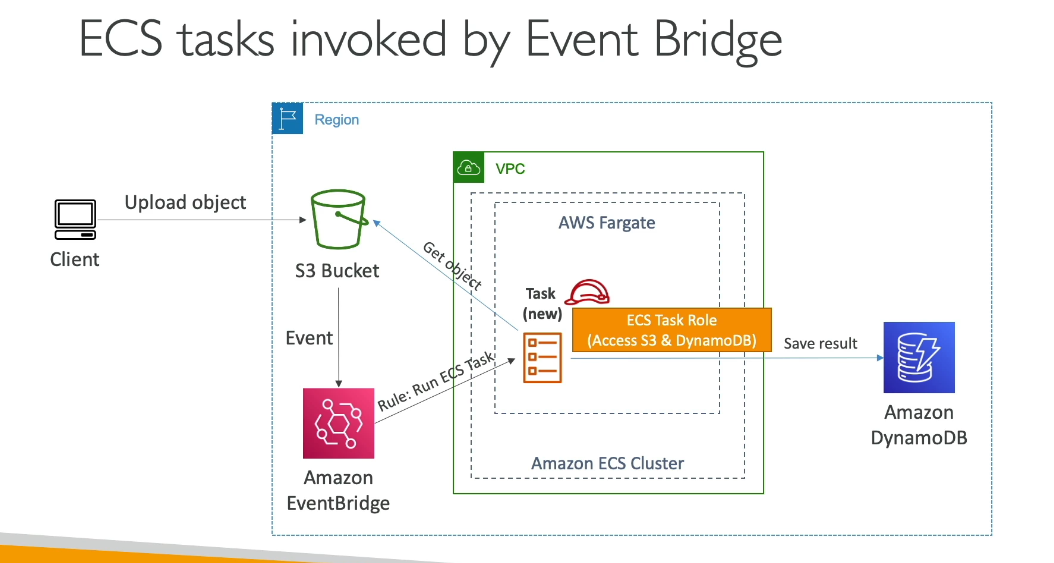 ECS tasks invoked by Event Bridge
Region
VPC
Upload object
AWS Fargate
Client
S3 Bucket
Get object
Task
(new)
ECS Task Role
(Access S3 & DynamoDB)
Event
Save result
Rule: Run ECS Task
Amazon
DynamoDB
Amazon ECS Cluster
Amazon
EventBridge